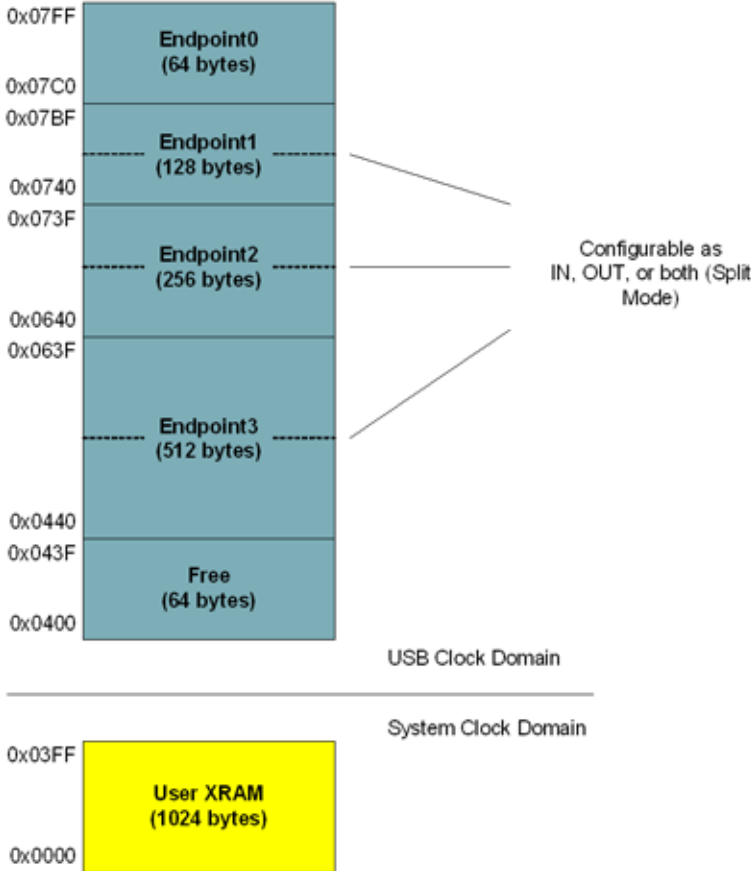 0x07FF
Endpoint0
(64 bytes)
0x07C0
0x07BF
Endpoint1
(128 bytes)
0x0740
0x073F
Endpoint2
(256 bytes)
Configurable as
IN, OUT, or both (Split
Mode)
0x0640
0x063F
Endpoint3
(512 bytes)
0x0440
0x043F
Free
(64 bytes)
0x0400
USB Clock Domain
System Clock Domain
0x03FF
User XRAM
(1024 bytes)
0x0000